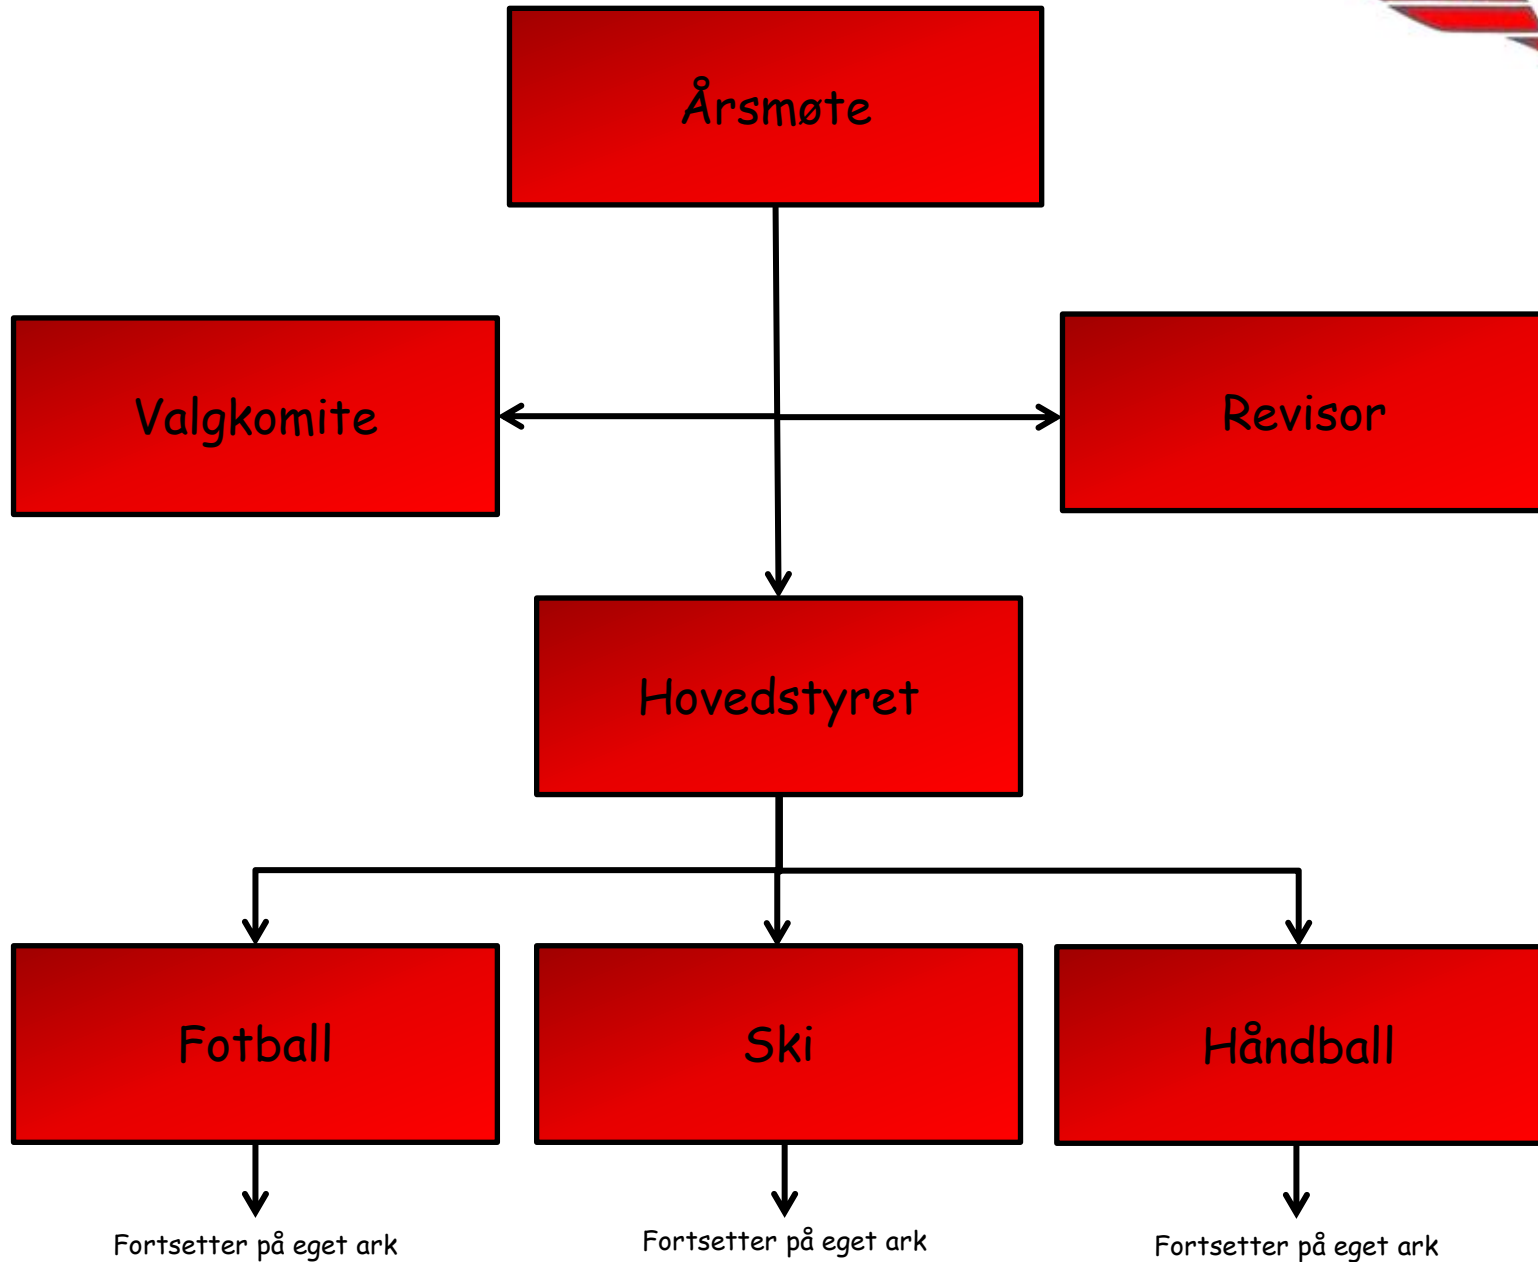 Årsmøte
Valgkomite
Revisor
Hovedstyret
Fotball
Ski
Håndball
Fortsetter på eget ark
Fortsetter på eget ark
Fortsetter på eget ark